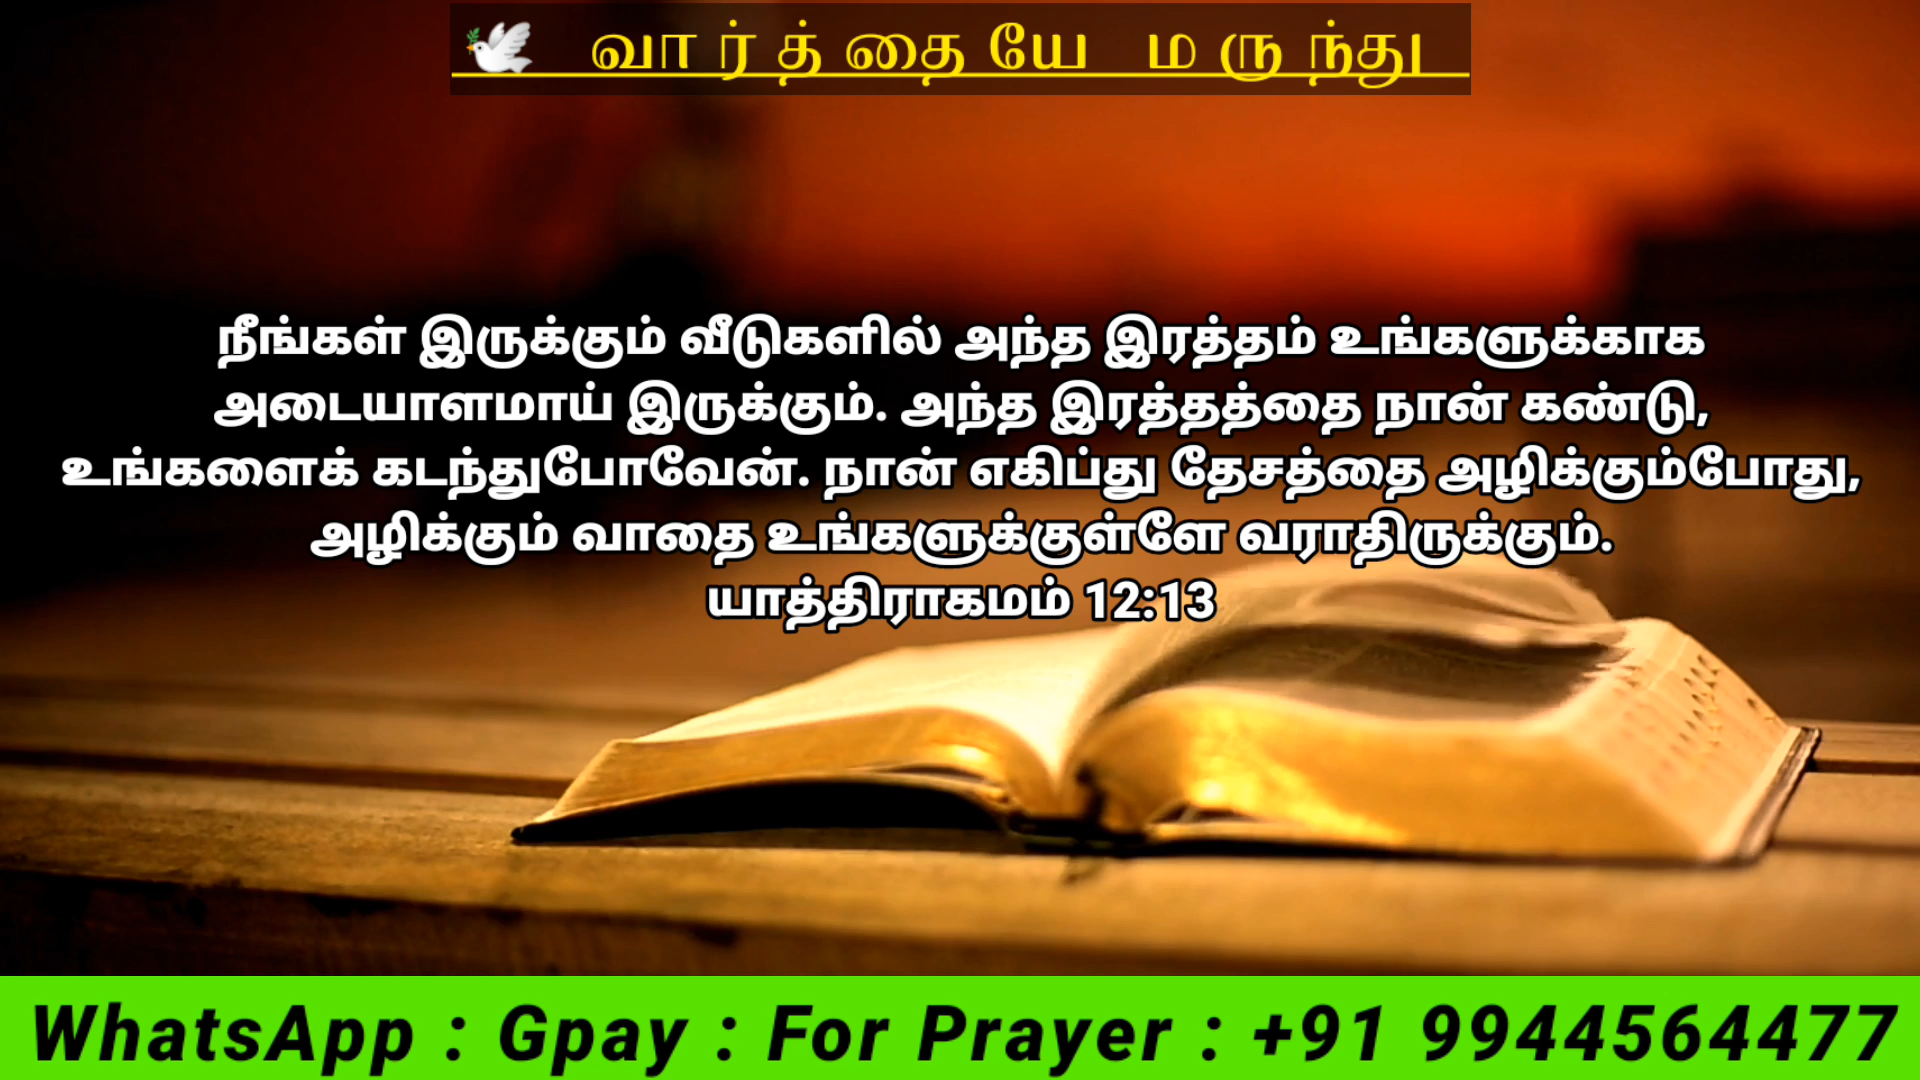 🕊 வார்த்தையே மருந்து
நீங்கள் இருக்கும் வீடுகளில் அந்த இரத்தம் உங்களுக்காக
அடையாளமாய் இருக்கும். அந்த இரத்தத்தை நான் கண்டு,
உங்களைக் கடந்துபோவேன். நான் எகிப்து தேசத்தை அழிக்கும்போது,
அழிக்கும் வாதை உங்களுக்குள்ளே வராதிருக்கும்.
யாத்திராகமம் 12:13
WhatsApp : Gpay : For Prayer : +91 9944564477